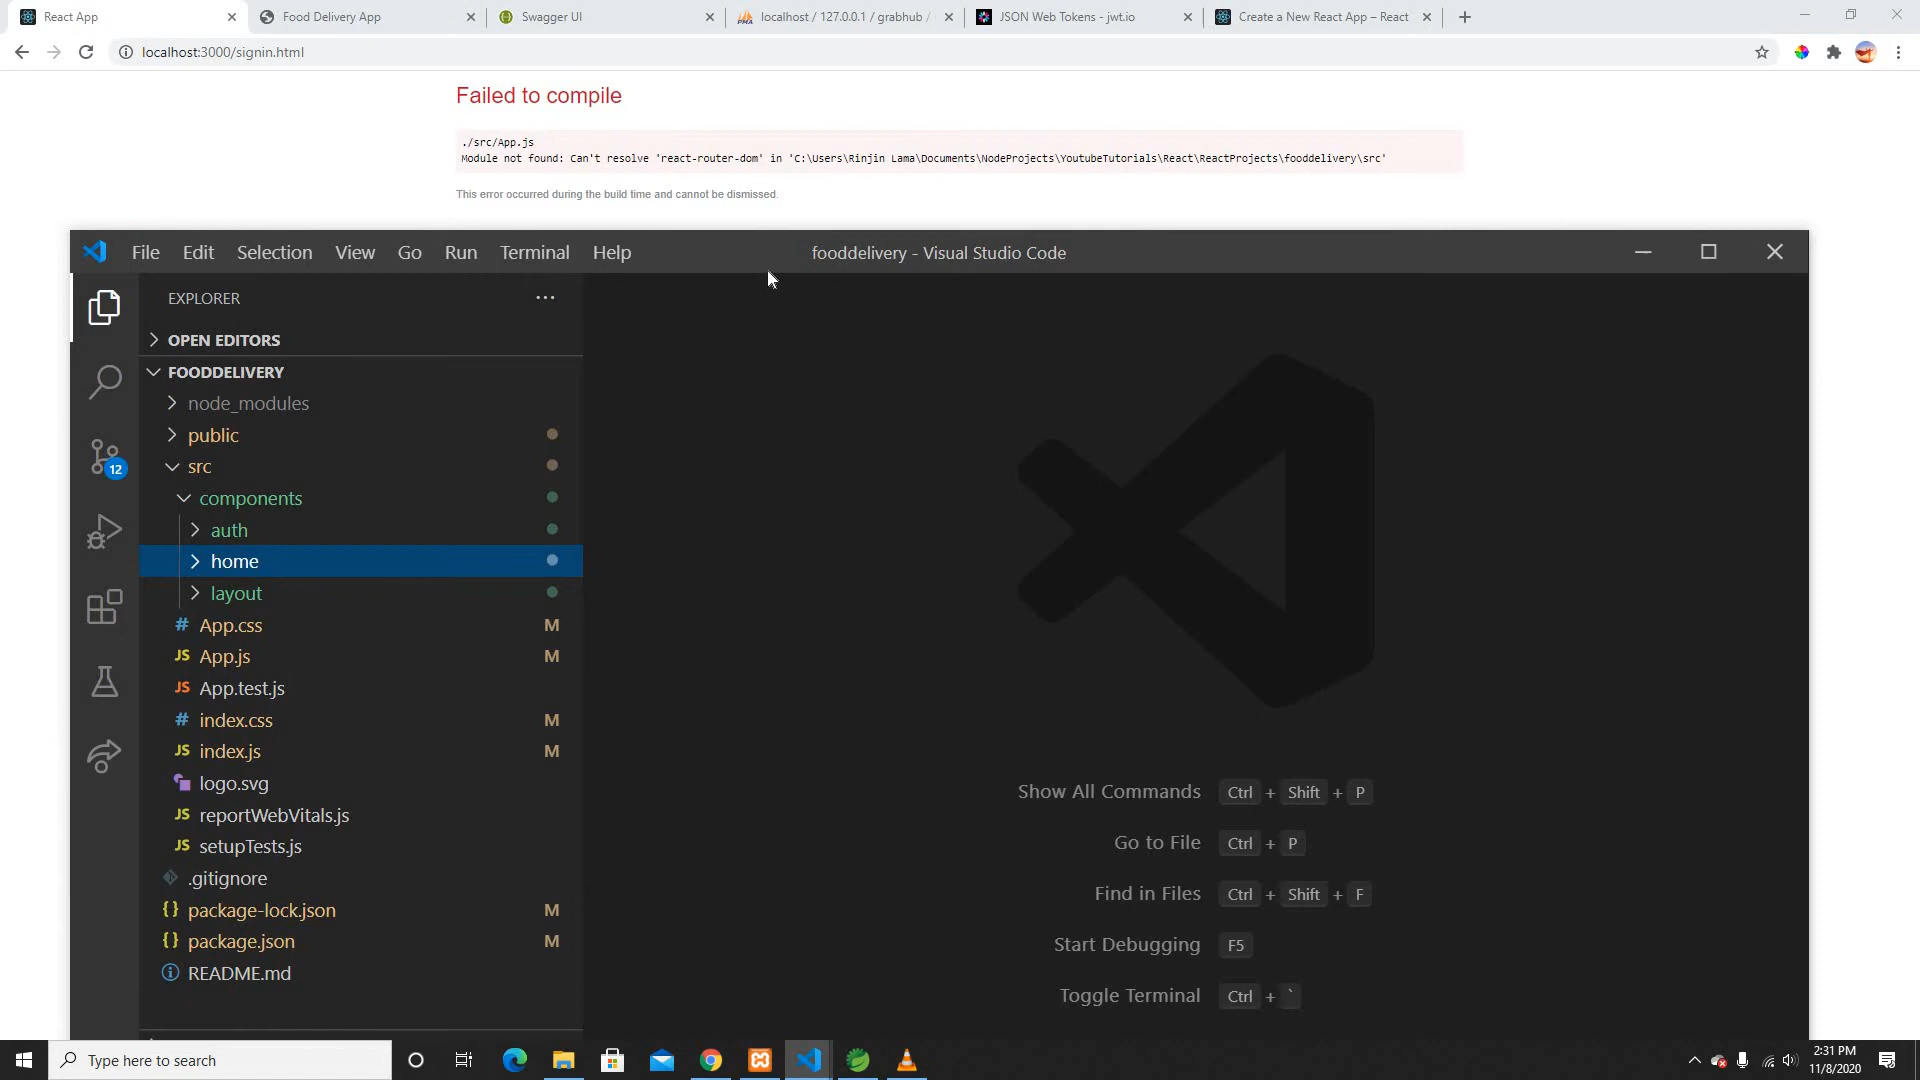 React App
Food Delivery App
Swagger UI
localhost / 127.0.0.1 / grabhub /
JSON Web Tokens - jwt.io
Create a New React App – React
localhost:3000/signin.html
Failed to compile
./src/App.js
Module not found: Can't resolve 'react-router-dom' in 'C:\Users\Rinjin Lama\Documents\NodeProjects\YoutubeTutorials\React\ReactProjects\fooddelivery\src'
This error occurred during the build time and cannot be dismissed.
File Edit Selection View Go Run Terminal Help
fooddelivery - Visual Studio Code
EXPLORER
OPEN EDITORS
FOODDELIVERY
node_modules
public
src
12
components
auth
home
layout
App.css M
App.js M
App.test.js
index.css M
index.js M
logo.svg
reportWebVitals.js
setupTests.js
.gitignore
package-lock.json M
package.json M
README.md
Show All Commands Ctrl + Shift + P
Go to File Ctrl + P
Find in Files Ctrl + Shift + F
Start Debugging F5
Toggle Terminal Ctrl + `
Type here to search
2:31 PM
11/8/2020